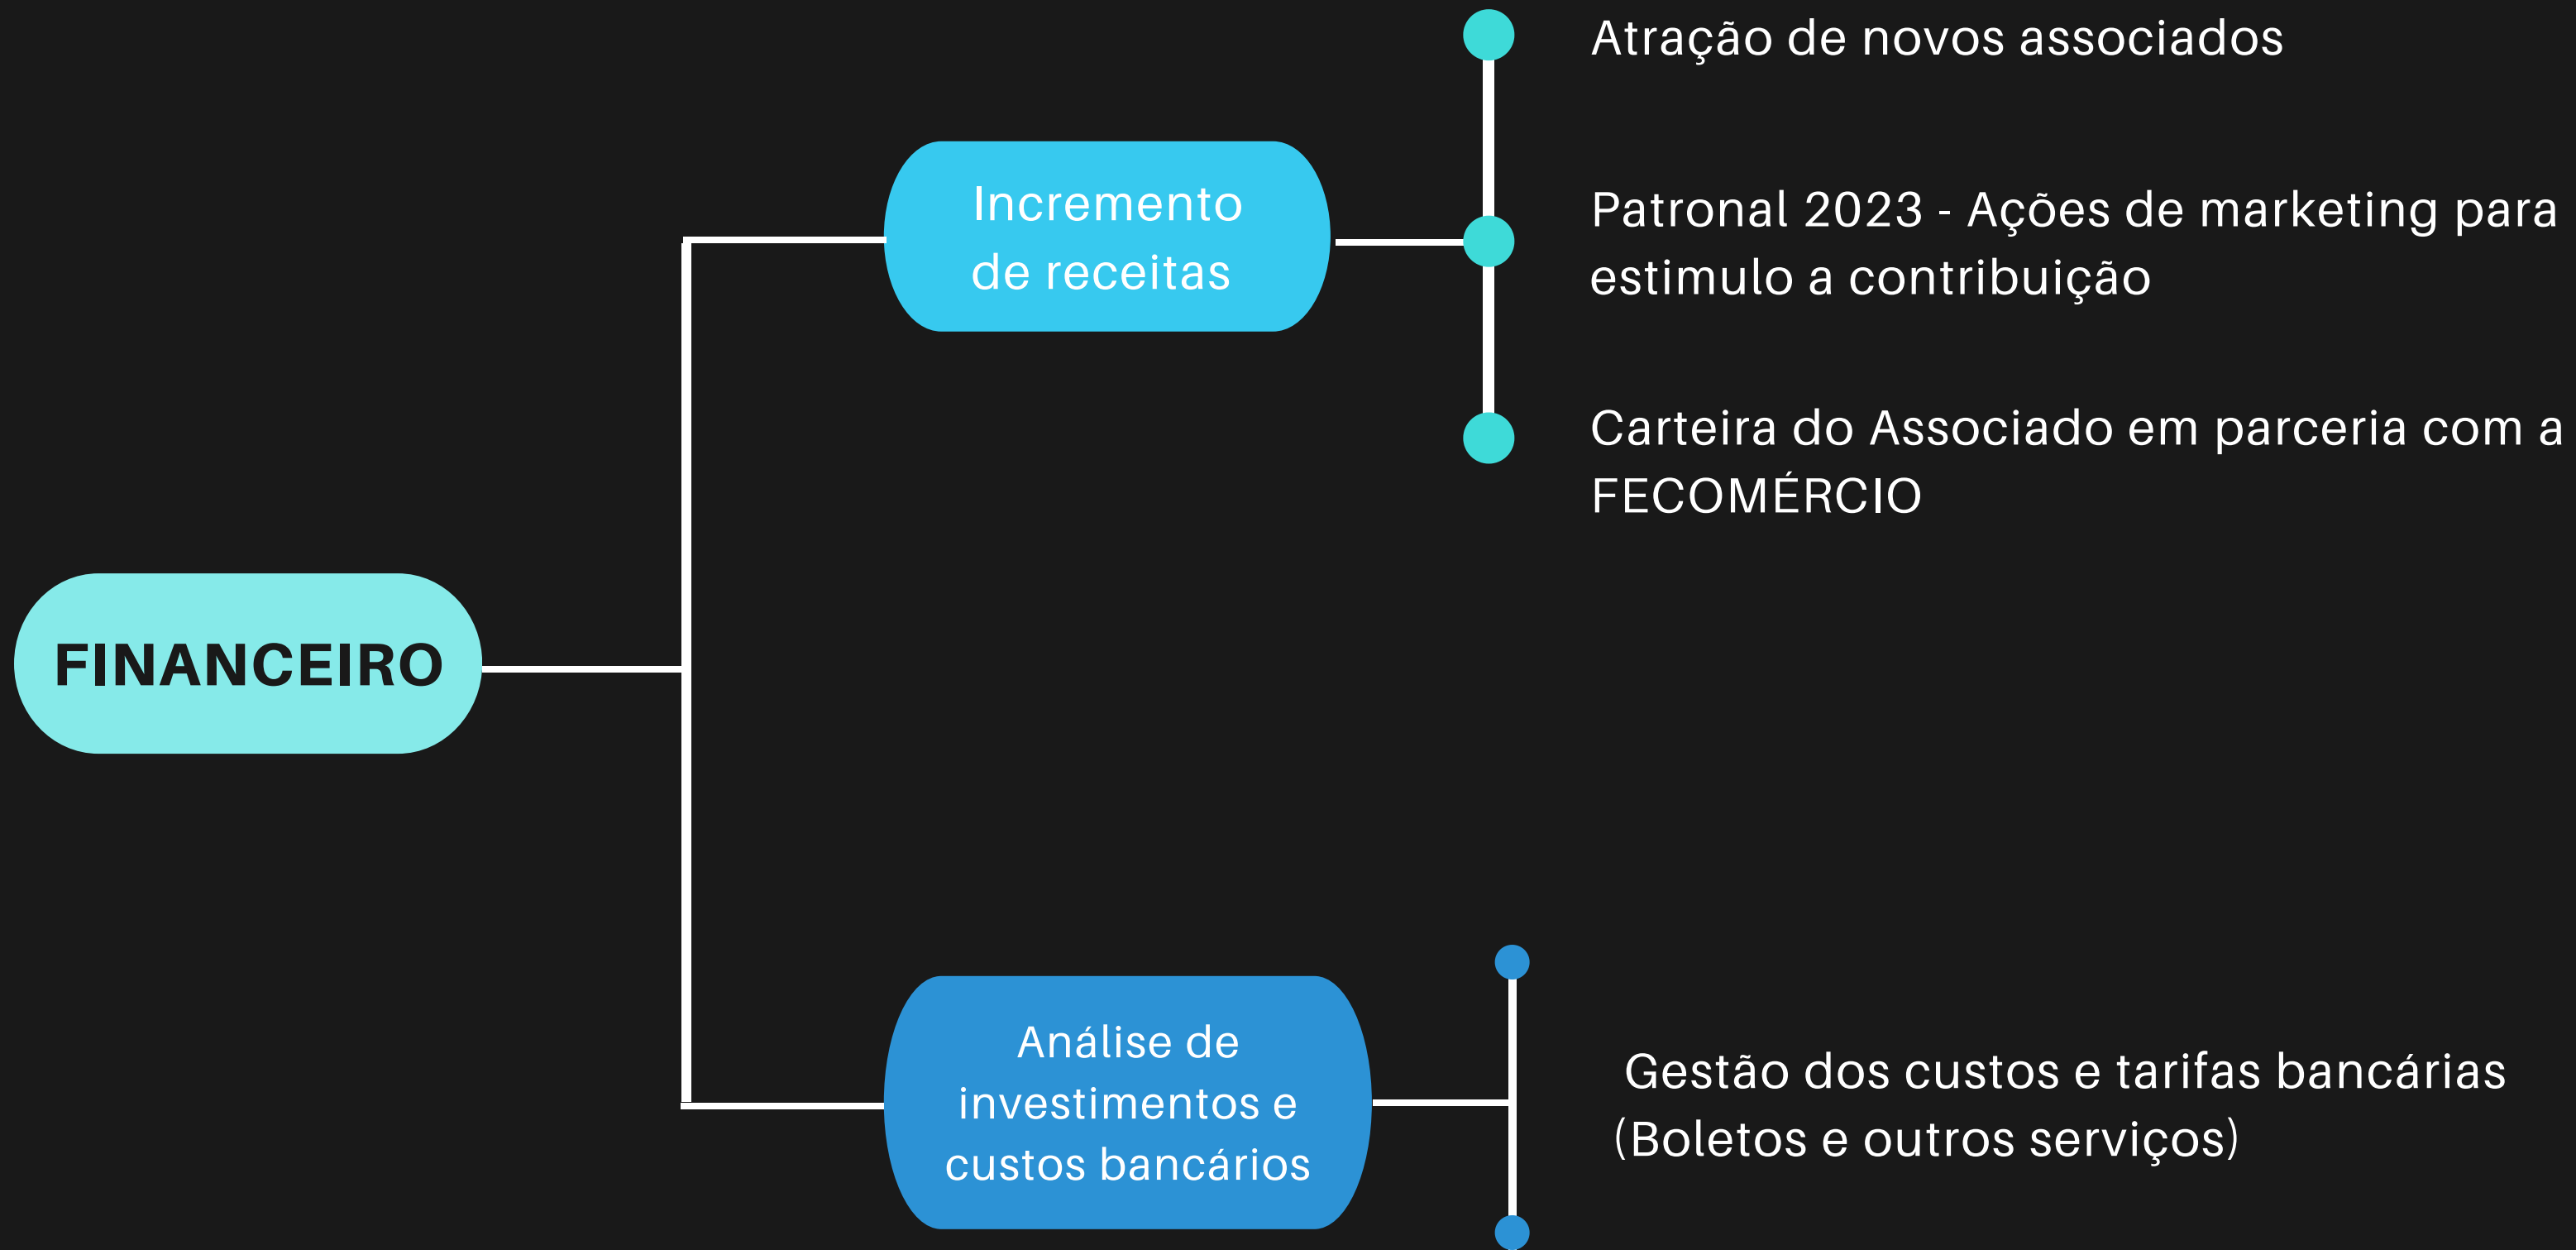 FINANCEIRO
Incremento
de receitas
Atração de novos associados
Patronal 2023 - Ações de marketing para
estimulo a contribuição
Carteira do Associado em parceria com a
FECOMÉRCIO
Análise de
investimentos e
custos bancários
Gestão dos custos e tarifas bancárias
(Boletos e outros serviços)